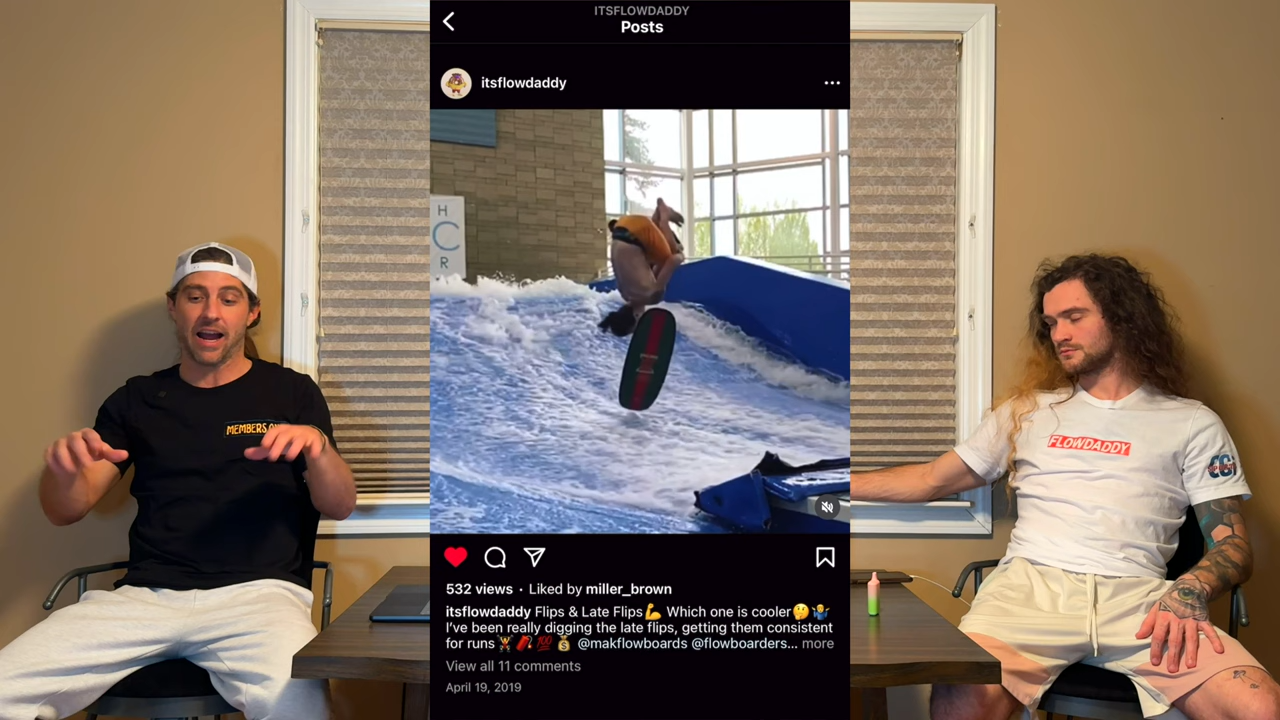 ITSFLOWDADDY
Posts
itsflowdaddy
H
C
R
MEMBERS
FLOWDADDY
532 views · Liked by miller_brown
itsflowdaddy Flips & Late Flips💪 Which one is cooler🤔🤷‍♂️
I've been really digging the late flips, getting them consistent
for runs🏋️🧨💯💰 @makflowboards @flowboarders... more
View all 11 comments
April 19, 2019